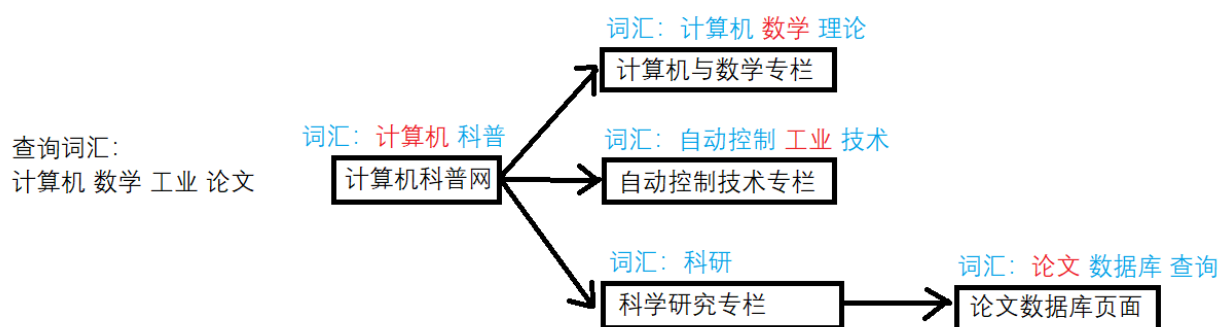 词汇：计算机 数学 理论
计算机与数学专栏
查询词汇：
计算机 数学 工业 论文
词汇：计算机 科普
计算机科普网
词汇：自动控制 工业 技术
自动控制技术专栏
词汇：科研
科学研究专栏
词汇：论文 数据库 查询
论文数据库页面